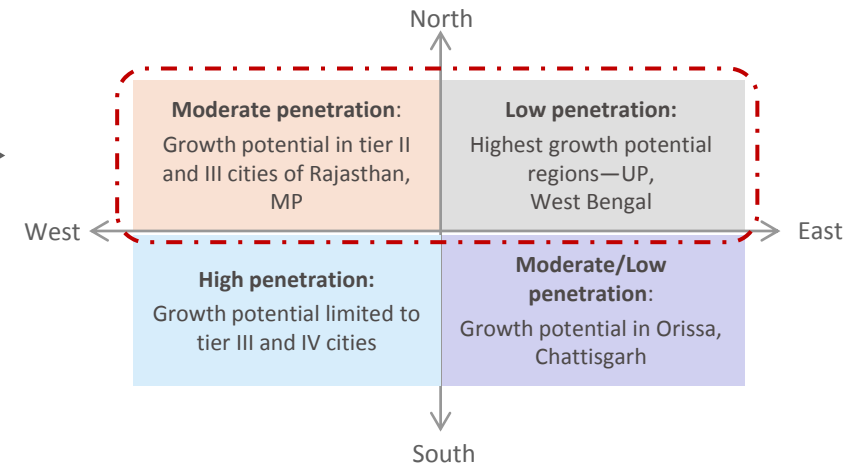 North
Moderate penetration:
Growth potential in tier II
and III cities of Rajasthan,
MP
Low penetration:
Highest growth potential
regions—UP,
West Bengal
West
East
High penetration:
Growth potential limited to
tier III and IV cities
Moderate/Low
penetration:
Growth potential in Orissa,
Chattisgarh
South